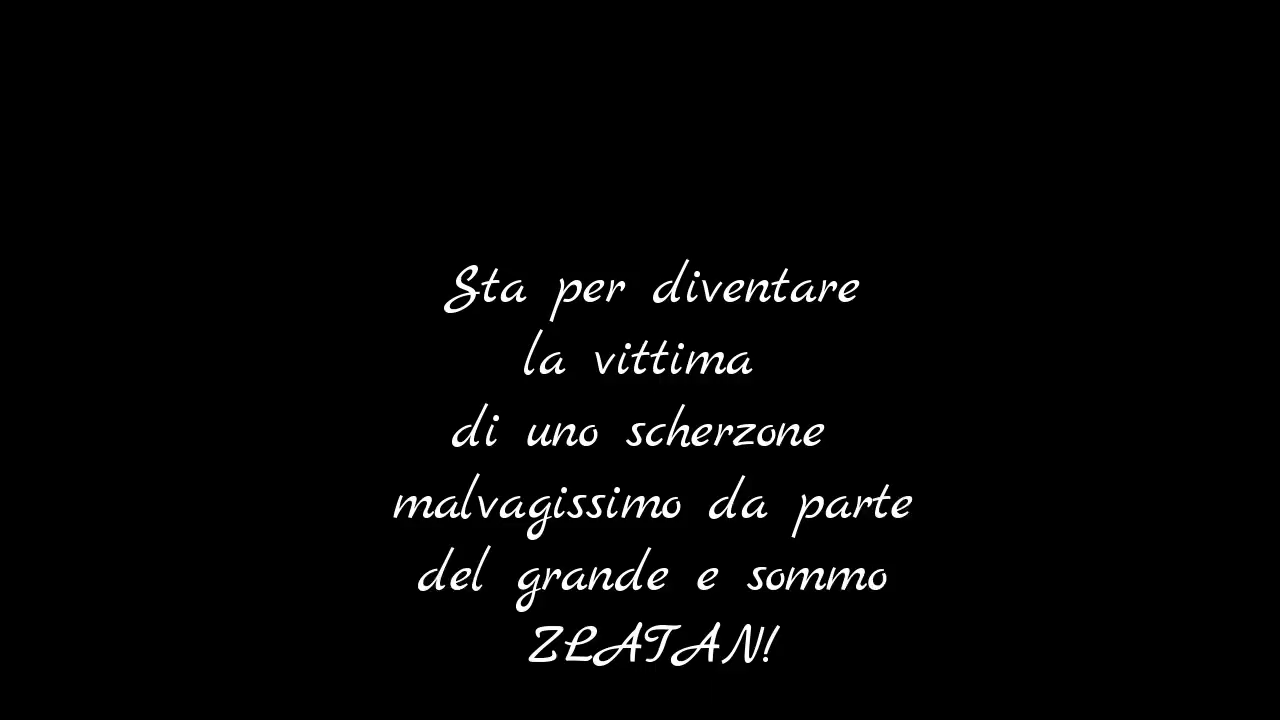 Sta per diventare
la vittima
di uno scherzone
malvagissimo da parte
del grande e sommo
ZLATAN!